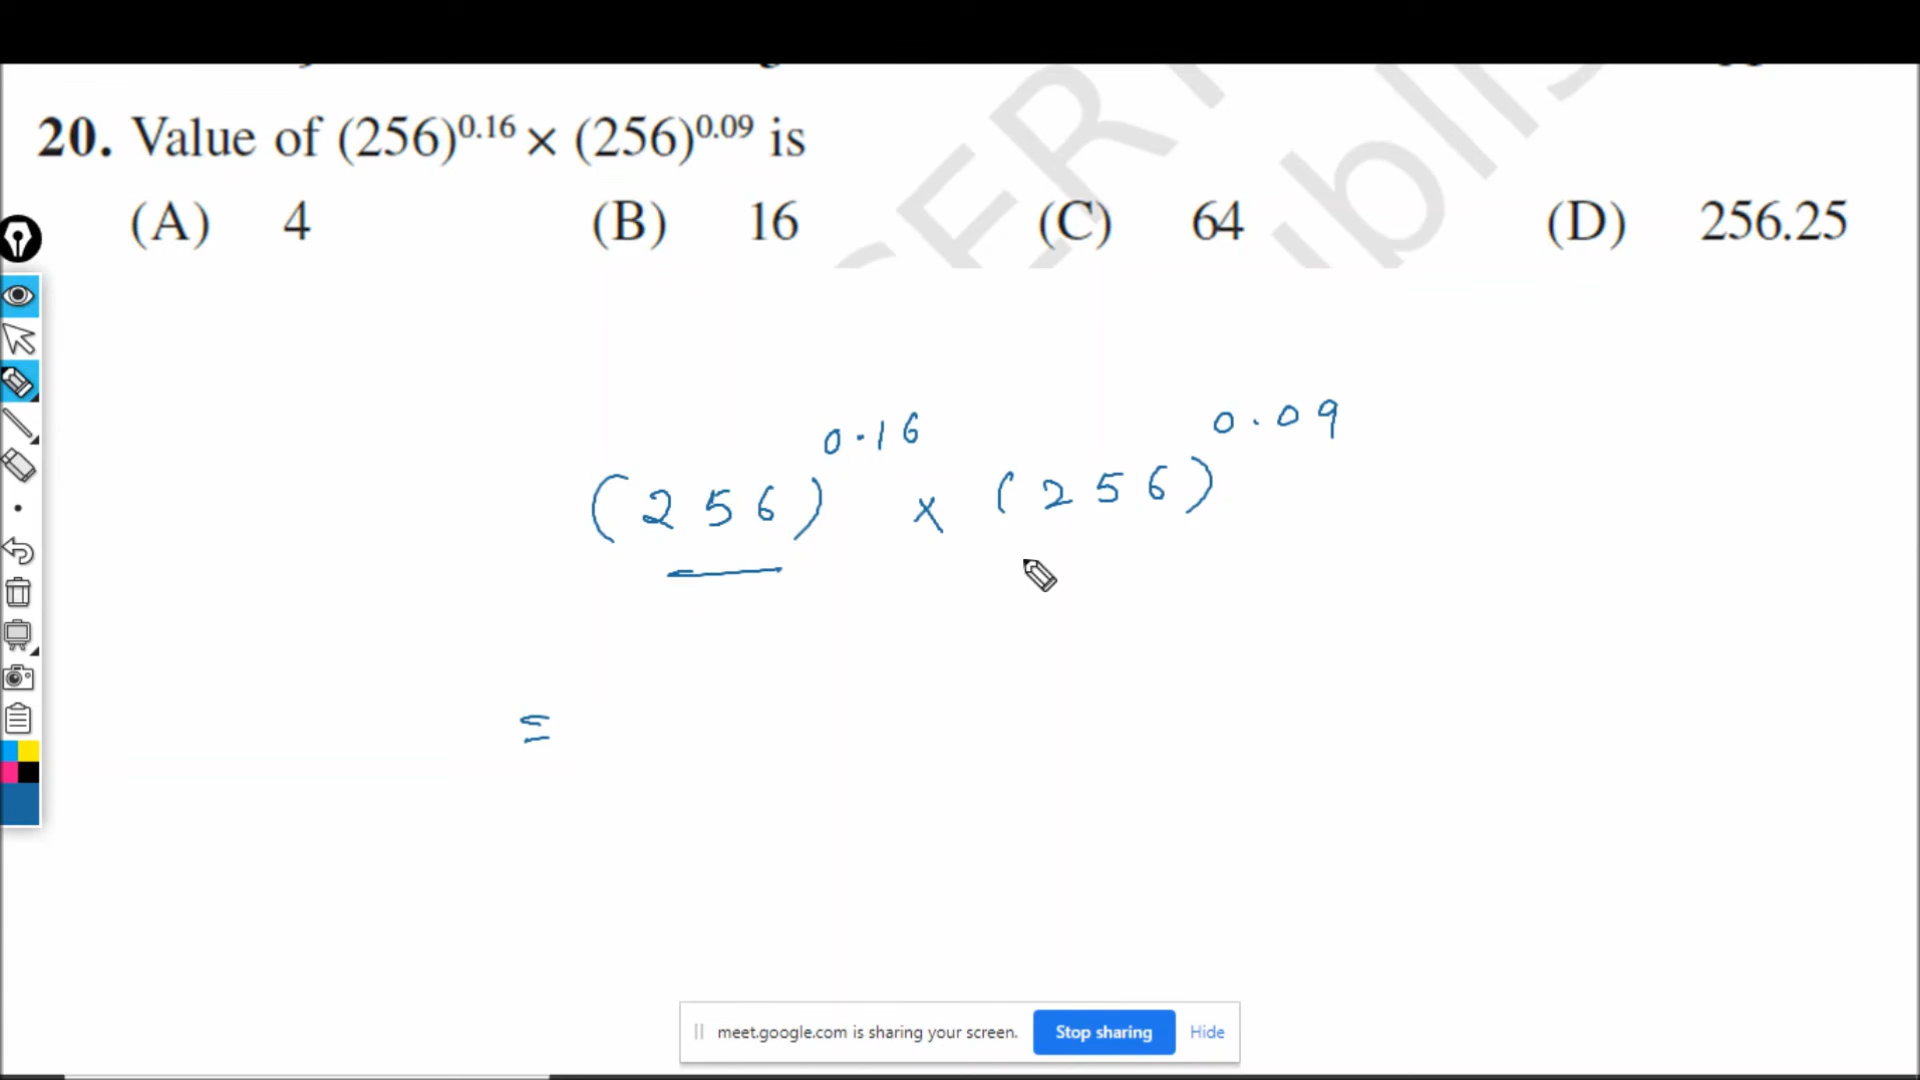 20. Value of (256)^0.16 × (256)^0.09 is
(A) 4 (B) 16 (C) 64 (D) 256.25
(256)^0.16 × (256)^0.09
=
meet.google.com is sharing your screen. Stop sharing Hide